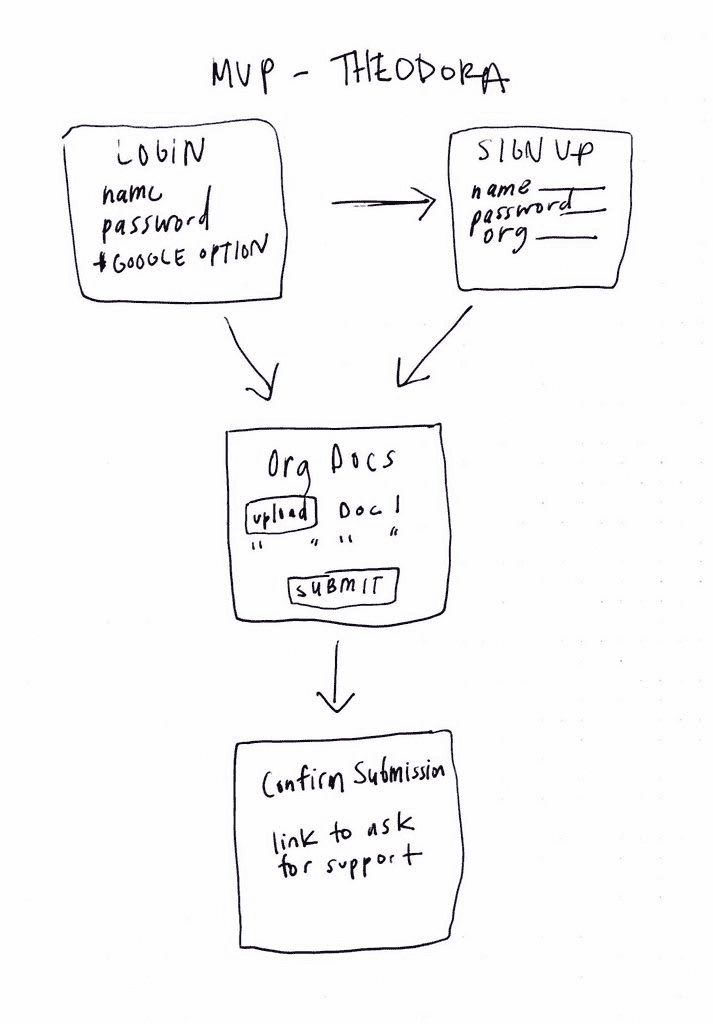 MVP - THEODORA
LOGIN
name
password
+GOOGLE OPTION
SIGN UP
name
password
org
Org Docs
upload Doc 1
" " " "
SUBMIT
Confirm Submission
link to ask
for support